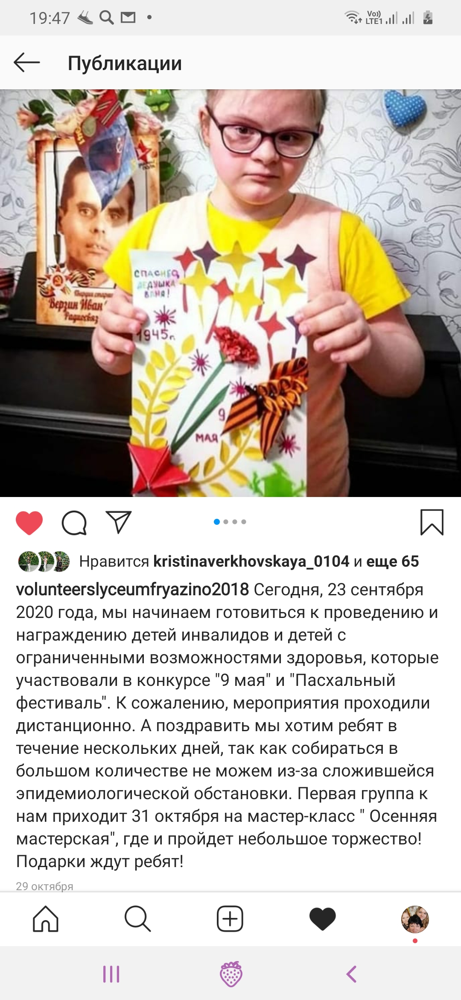 19:47
Vo))
LTE1
Публикации
1941
СПАСИБО
ДЕДУШКА
ВАНЯ!
1945г.
Верзин Иван
Радиосвяз
9
МАЯ
Нравится kristinaverkhovskaya_0104 и еще 65
volunteerslyceumfryazino2018 Сегодня, 23 сентября
2020 года, мы начинаем готовиться к проведению и
награждению детей инвалидов и детей с
ограниченными возможностями здоровья, которые
участвовали в конкурсе "9 мая" и "Пасхальный
фестиваль". К сожалению, мероприятия проходили
дистанционно. А поздравить мы хотим ребят в
течение нескольких дней, так как собираться в
большом количестве не можем из-за сложившейся
эпидемиологической обстановки. Первая группа к
нам приходит 31 октября на мастер-класс " Осенняя
мастерская", где и пройдет небольшое торжество!
Подарки ждут ребят!
29 октября